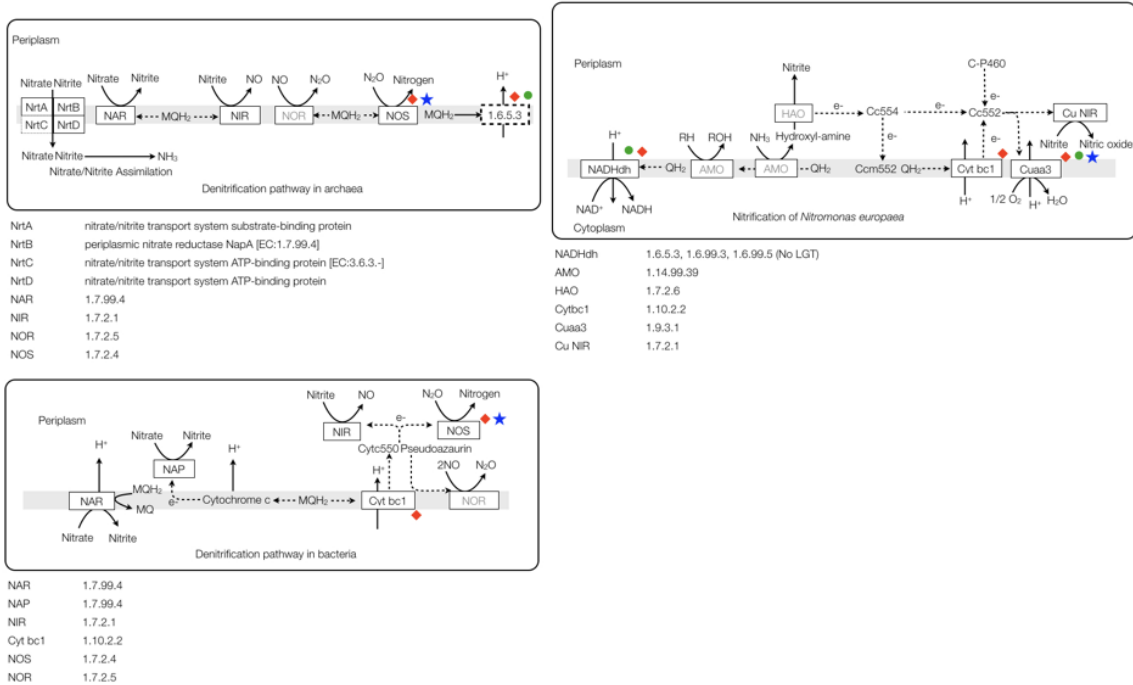 Periplasm
Nitrate Nitrite
NrtA NrtB
NrtC NrtD
Nitrate Nitrite NH₃
Nitrate/Nitrite Assimilation
Nitrate Nitrite
NAR
MQH₂
Nitrite NO
NIR
NO N₂O
NOR
MQH₂
N₂O Nitrogen
NOS
MQH₂
H⁺
1.6.5.3
Denitrification pathway in archaea
NrtA nitrate/nitrite transport system substrate-binding protein
NrtB periplasmic nitrate reductase NapA [EC:1.7.99.4]
NrtC nitrate/nitrite transport system ATP-binding protein [EC:3.6.3.-]
NrtD nitrate/nitrite transport system ATP-binding protein
NAR 1.7.99.4
NIR 1.7.2.1
NOR 1.7.2.5
NOS 1.7.2.4
Periplasm
H⁺
NADHdh
NAD⁺ NADH
Cytoplasm
QH₂
RH ROH
AMO
NH₃ Hydroxyl-amine
AMO
QH₂
Nitrite
HAO
e-
Cc554
e-
e-
Ccm552 QH₂
C-P460
e-
Cc552
e-
e-
Cyt bc1
H⁺
Cuaa3
1/2 O₂ H⁺ H₂O
Cu NIR
Nitrite Nitric oxide
Nitrification of Nitromonas europaea
NADHdh 1.6.5.3, 1.6.99.3, 1.6.99.5 (No LGT)
AMO 1.14.99.39
HAO 1.7.2.6
Cytbc1 1.10.2.2
Cuaa3 1.9.3.1
Cu NIR 1.7.2.1
Periplasm
H⁺
NAR
MQH₂
MQ
Nitrate Nitrite
Nitrate Nitrite
NAP
e-
H⁺
Cytochrome c
MQH₂
Nitrite NO
NIR
e-
N₂O Nitrogen
NOS
Cytc550 Pseudoazaurin
H⁺
Cyt bc1
2NO N₂O
NOR
Denitrification pathway in bacteria
NAR 1.7.99.4
NAP 1.7.99.4
NIR 1.7.2.1
Cyt bc1 1.10.2.2
NOS 1.7.2.4
NOR 1.7.2.5